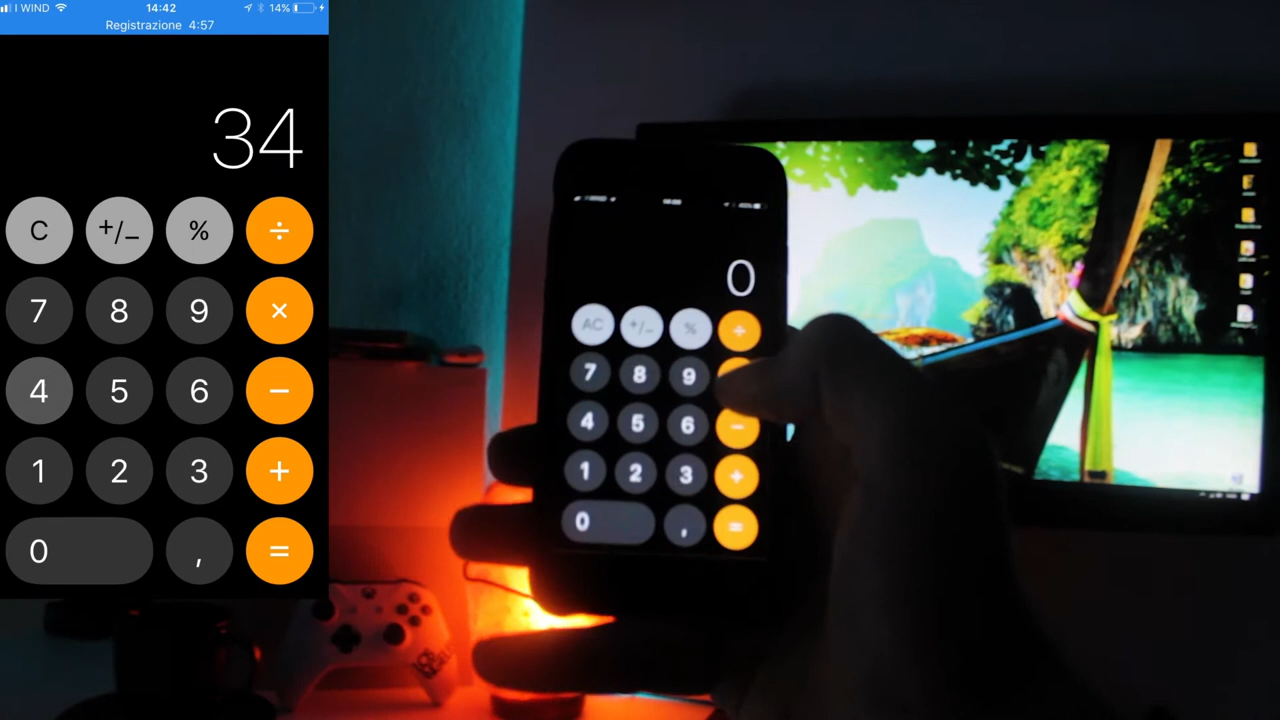 I WIND 14:42 14%
Registrazione 4:57
34
C +/− % ÷
7 8 9 ×
4 5 6 −
1 2 3 +
0 , =
0
AC +/− % ÷
7 8 9
4 5 6 −
1 2 3 +
0 , =